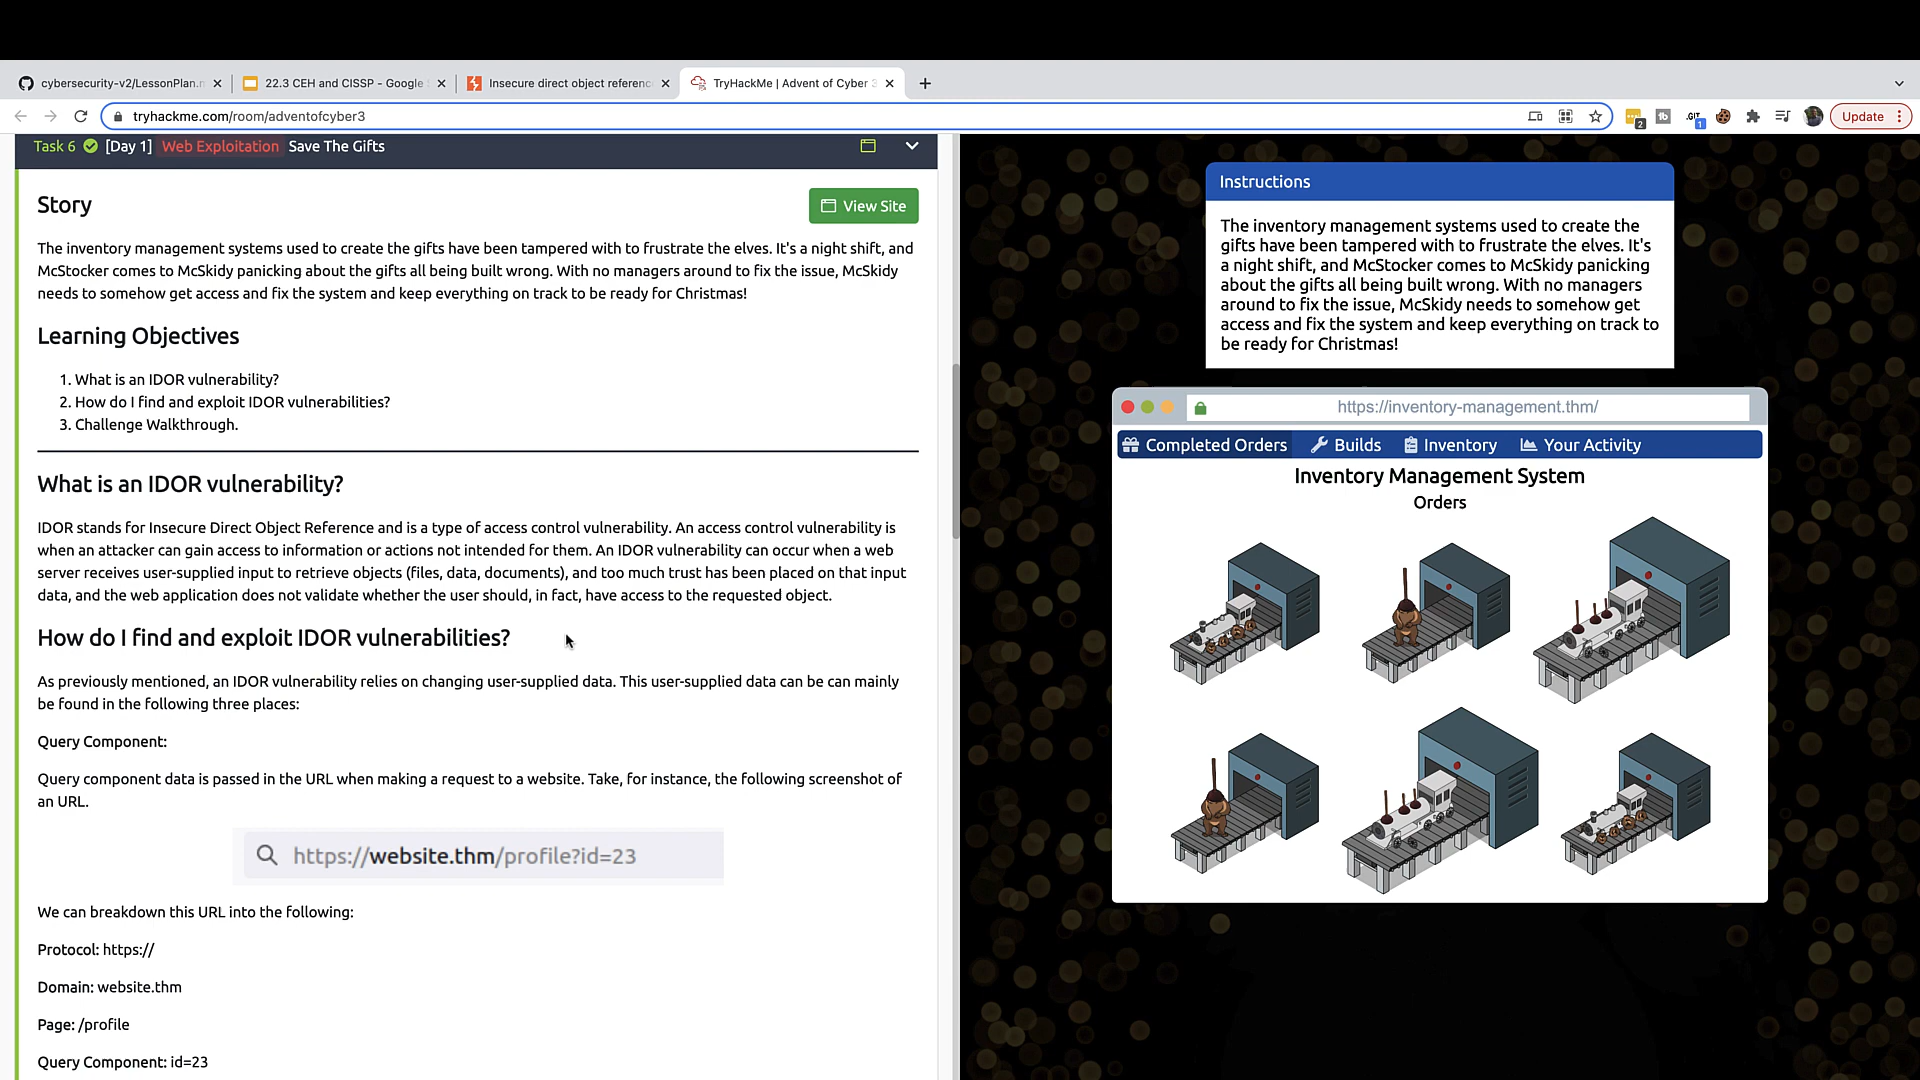 cybersecurity-v2/LessonPlan.
22.3 CEH and CISSP - Google
Insecure direct object referenc
TryHackMe | Advent of Cyber 3
tryhackme.com/room/adventofcyber3
2
1
Update
Task 6 [Day 1] Web Exploitation Save The Gifts
Story
View Site
The inventory management systems used to create the gifts have been tampered with to frustrate the elves. It's a night shift, and
McStocker comes to McSkidy panicking about the gifts all being built wrong. With no managers around to fix the issue, McSkidy
needs to somehow get access and fix the system and keep everything on track to be ready for Christmas!
Learning Objectives
1. What is an IDOR vulnerability?
2. How do I find and exploit IDOR vulnerabilities?
3. Challenge Walkthrough.
What is an IDOR vulnerability?
IDOR stands for Insecure Direct Object Reference and is a type of access control vulnerability. An access control vulnerability is
when an attacker can gain access to information or actions not intended for them. An IDOR vulnerability can occur when a web
server receives user-supplied input to retrieve objects (files, data, documents), and too much trust has been placed on that input
data, and the web application does not validate whether the user should, in fact, have access to the requested object.
How do I find and exploit IDOR vulnerabilities?
As previously mentioned, an IDOR vulnerability relies on changing user-supplied data. This user-supplied data can be can mainly
be found in the following three places:
Query Component:
Query component data is passed in the URL when making a request to a website. Take, for instance, the following screenshot of
an URL.
https://website.thm/profile?id=23
We can breakdown this URL into the following:
Protocol: https://
Domain: website.thm
Page: /profile
Query Component: id=23
Instructions
The inventory management systems used to create the
gifts have been tampered with to frustrate the elves. It's
a night shift, and McStocker comes to McSkidy panicking
about the gifts all being built wrong. With no managers
around to fix the issue, McSkidy needs to somehow get
access and fix the system and keep everything on track to
be ready for Christmas!
https://inventory-management.thm/
Completed Orders Builds Inventory Your Activity
Inventory Management System
Orders